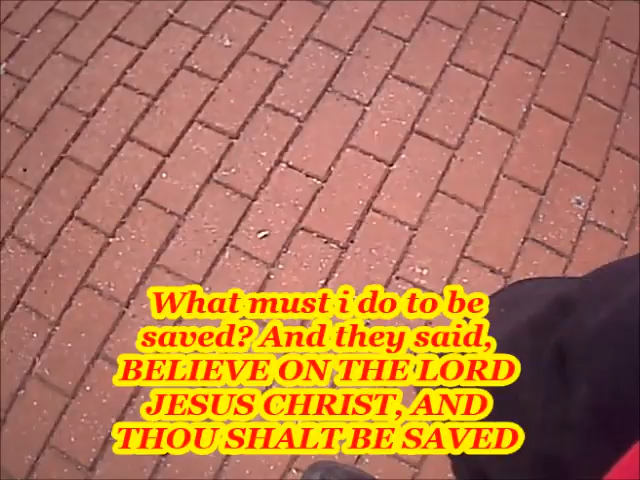 What must i do to be
saved? And they said,
BELIEVE ON THE LORD
JESUS CHRIST, AND
THOU SHALT BE SAVED